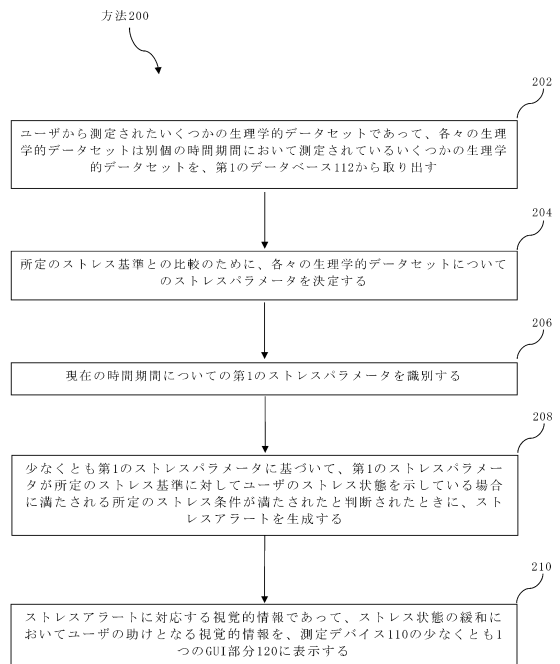 方法200
202
ユーザから測定されたいくつかの生理学的データセットであって、各々の生理
学的データセットは別個の時間期間において測定されているいくつかの生理学
的データセットを、第1のデータベース112から取り出す
204
所定のストレス基準との比較のために、各々の生理学的データセットについて
のストレスパラメータを決定する
206
現在の時間期間についての第1のストレスパラメータを識別する
208
少なくとも第1のストレスパラメータに基づいて、第1のストレスパラメー
タが所定のストレス基準に対してユーザのストレス状態を示している場合
に満たされる所定のストレス条件が満たされたと判断されたときに、スト
レスアラートを生成する
210
ストレスアラートに対応する視覚的情報であって、ストレス状態の緩和に
おいてユーザの助けとなる視覚的情報を、測定デバイス110の少なくとも1
つのGUI部分120に表示する